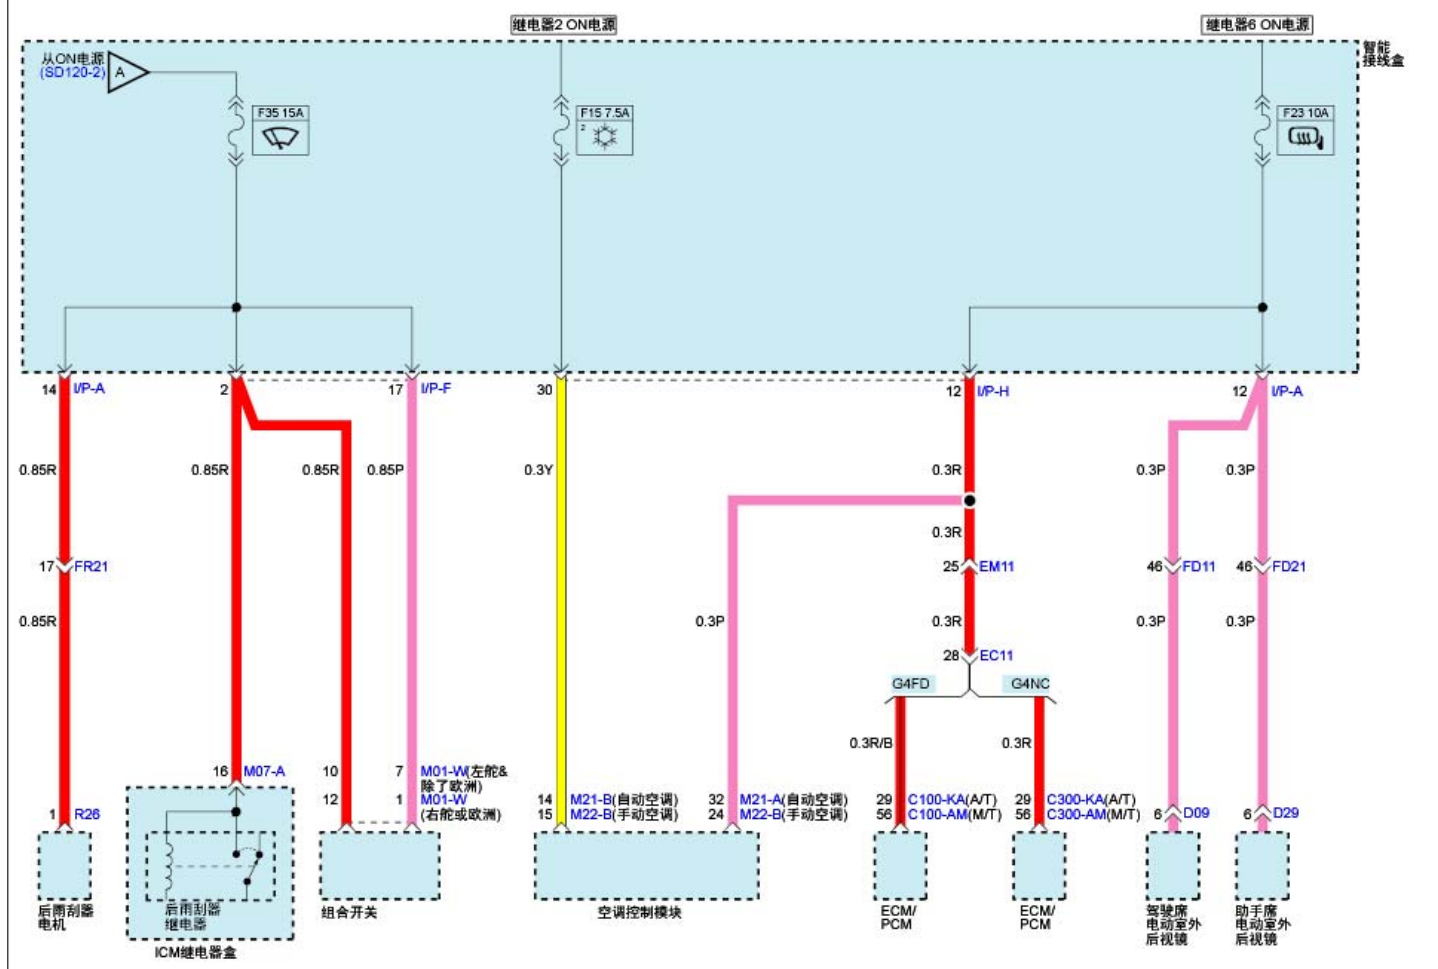 继电器2 ON电源
继电器6 ON电源
智能
接线盒
从ON电源
(SD120-2)
A
F35 15A
F15 7.5A
2
F23 10A
14 I/P-A
2
17 I/P-F
30
12 I/P-H
12 I/P-A
0.85R
0.85R
0.85R
0.85P
0.3Y
0.3R
0.3P
0.3P
0.3R
17 FR21
25 EM11
46 FD11
46 FD21
0.85R
0.3P
0.3R
0.3P
0.3P
28 EC11
G4FD
G4NC
0.3R/B
0.3R
16 M07-A
10
7 M01-W(左舵&
除了欧洲)
12
1 M01-W
(右舵或欧洲)
14 M21-B(自动空调)
15 M22-B(手动空调)
32 M21-A(自动空调)
24 M22-B(手动空调)
29 C100-KA(A/T)
56 C100-AM(M/T)
29 C300-KA(A/T)
56 C300-AM(M/T)
1 R26
6 D09
6 D29
后雨刮器
电机
后雨刮器
继电器
ICM继电器盒
组合开关
空调控制模块
ECM/
PCM
ECM/
PCM
驾驶席
电动室外
后视镜
助手席
电动室外
后视镜